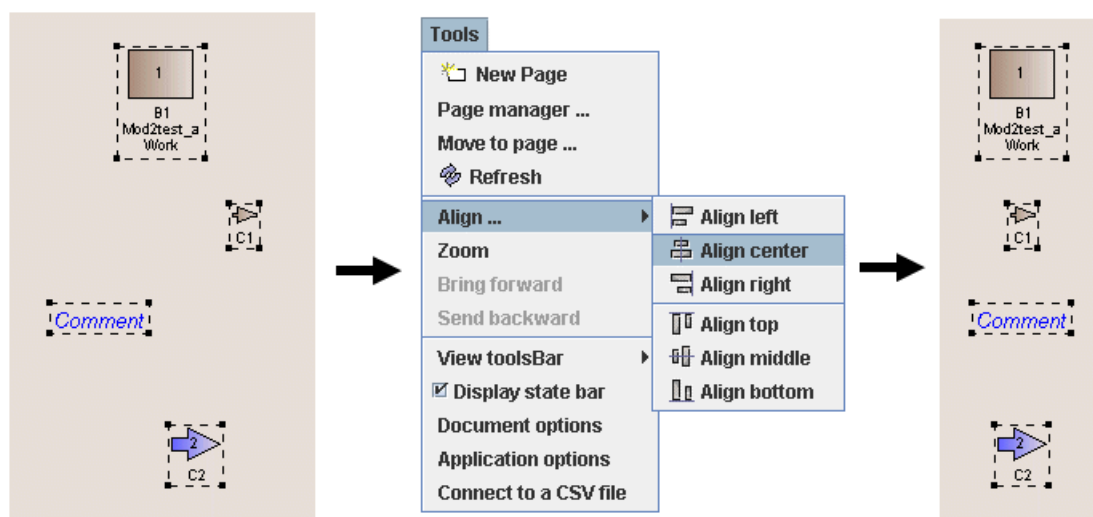 1
B1
Mod2test_a
Work
C1
Comment
2
C2
Tools
New Page
Page manager ...
Move to page ...
Refresh
Align ...
Zoom
Bring forward
Send backward
View toolsBar
Display state bar
Document options
Application options
Connect to a CSV file
Align left
Align center
Align right
Align top
Align middle
Align bottom
1
B1
Mod2test_a
Work
C1
Comment
2
C2